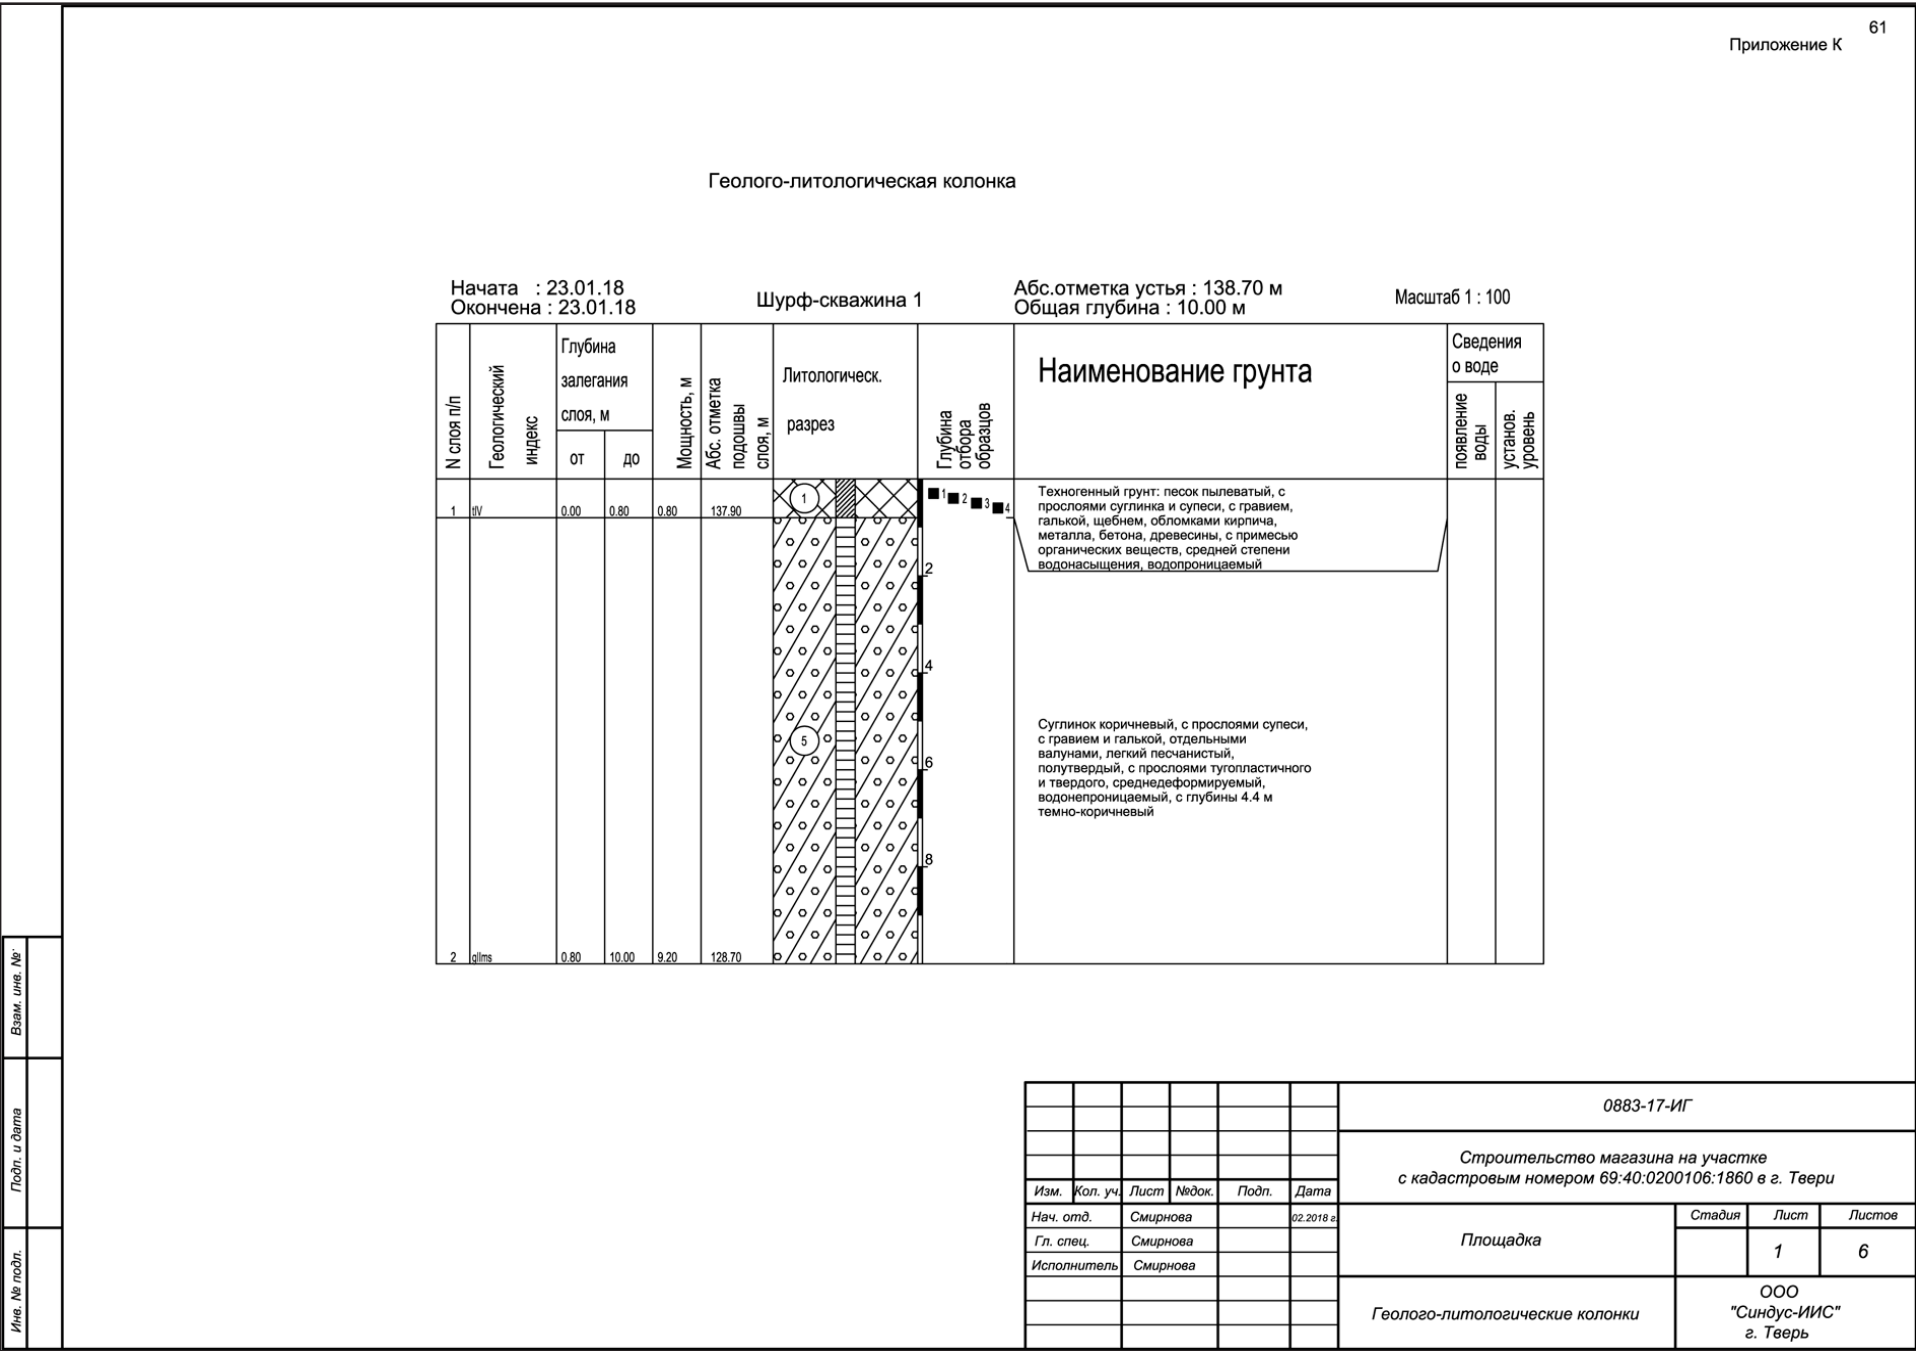 61
Приложение К
Геолого-литологическая колонка
Начата : 23.01.18
Окончена : 23.01.18
Шурф-скважина 1
Абс.отметка устья : 138.70 м
Общая глубина : 10.00 м
Масштаб 1 : 100
N слоя п/п
Геологический
индекс
Глубина
залегания
слоя, м
от
до
Мощность, м
Абс. отметка
подошвы
слоя, м
Литологическ.
разрез
Глубина
отбора
образцов
Наименование грунта
Сведения
о воде
появление
воды
установ.
уровень
1 tIV 0.00 0.80 0.80 137.90
1
1 2 3 4
Техногенный грунт: песок пылеватый, с
прослоями суглинка и супеси, с гравием,
галькой, щебнем, обломками кирпича,
металла, бетона, древесины, с примесью
органических веществ, средней степени
водонасыщения, водопроницаемый
2
4
5
6
8
Суглинок коричневый, с прослоями супеси,
с гравием и галькой, отдельными
валунами, легкий песчанистый,
полутвердый, с прослоями тугопластичного
и твердого, среднедеформируемый,
водонепроницаемый, с глубины 4.4 м
темно-коричневый
2 gIIms 0.80 10.00 9.20 128.70
Взам. инв. №
Подп. и дата
Инв. № подл.
0883-17-ИГ
Строительство магазина на участке
с кадастровым номером 69:40:0200106:1860 в г. Твери
Изм. Кол. уч. Лист №док. Подп. Дата
Нач. отд. Смирнова 02.2018 г.
Гл. спец. Смирнова
Исполнитель Смирнова
Площадка
Стадия Лист Листов
1 6
Геолого-литологические колонки
ООО
"Синдус-ИИС"
г. Тверь